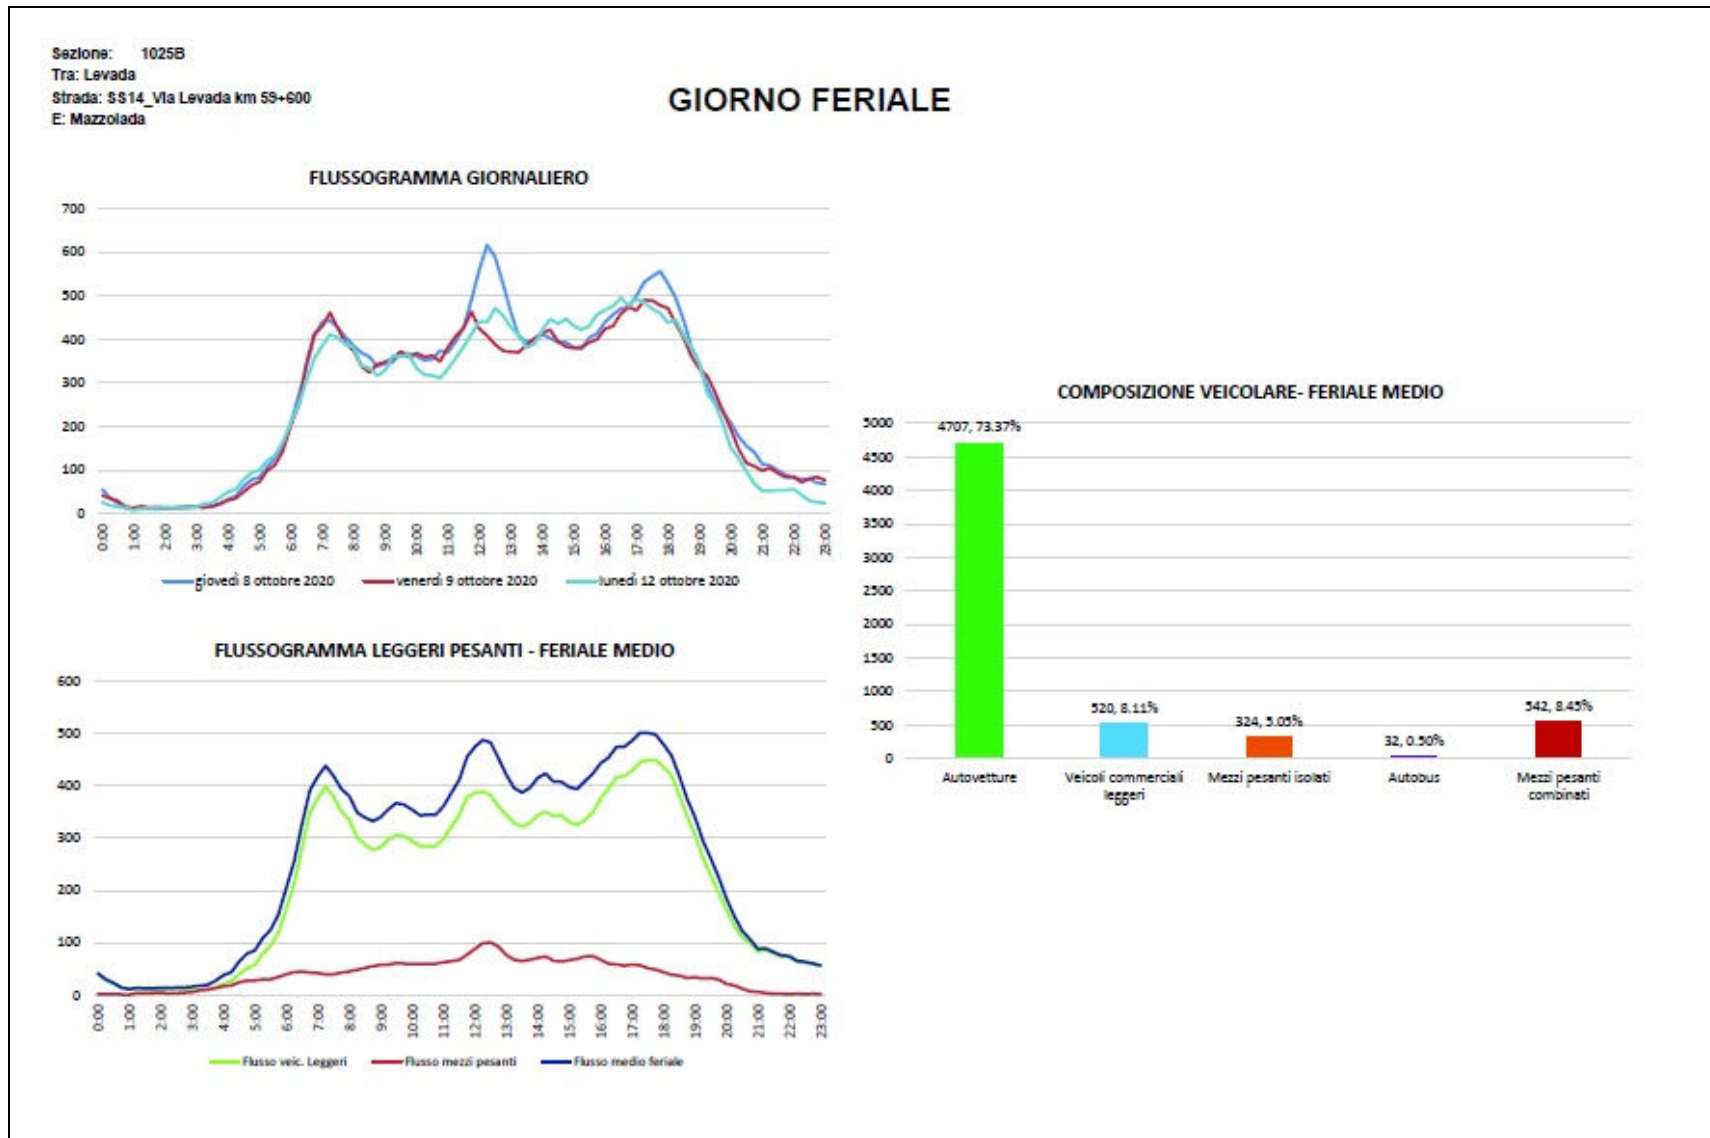 Sezione: 1025B
Tra: Levada
Strada: SS14_Via Levada km 59+600
E: Mazzolada
GIORNO FERIALE
FLUSSOGRAMMA GIORNALIERO
700
600
500
400
300
200
100
0
0:00 1:00 2:00 3:00 4:00 5:00 6:00 7:00 8:00 9:00 10:00 11:00 12:00 13:00 14:00 15:00 16:00 17:00 18:00 19:00 20:00 21:00 22:00 23:00
giovedì 8 ottobre 2020 venerdì 9 ottobre 2020 lunedì 12 ottobre 2020
FLUSSOGRAMMA LEGGERI PESANTI - FERIALE MEDIO
600
500
400
300
200
100
0
0:00 1:00 2:00 3:00 4:00 5:00 6:00 7:00 8:00 9:00 10:00 11:00 12:00 13:00 14:00 15:00 16:00 17:00 18:00 19:00 20:00 21:00 22:00 23:00
Flusso veic. Leggeri Flusso mezzi pesanti Flusso medio feriale
COMPOSIZIONE VEICOLARE- FERIALE MEDIO
5000
4500
4000
3500
3000
2500
2000
1500
1000
500
0
4707, 73.37%
520, 8.11%
324, 5.05%
32, 0.50%
542, 8.45%
Autovetture
Veicoli commerciali
leggeri
Mezzi pesanti isolati
Autobus
Mezzi pesanti
combinati